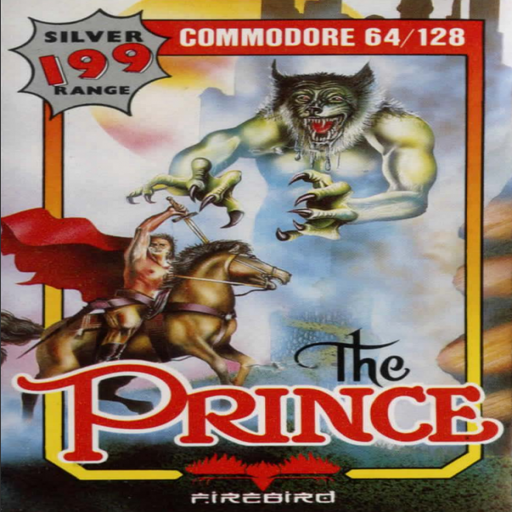 SILVER
199
RANGE
COMMODORE 64/128
The
PRINCE
FIREBIRD